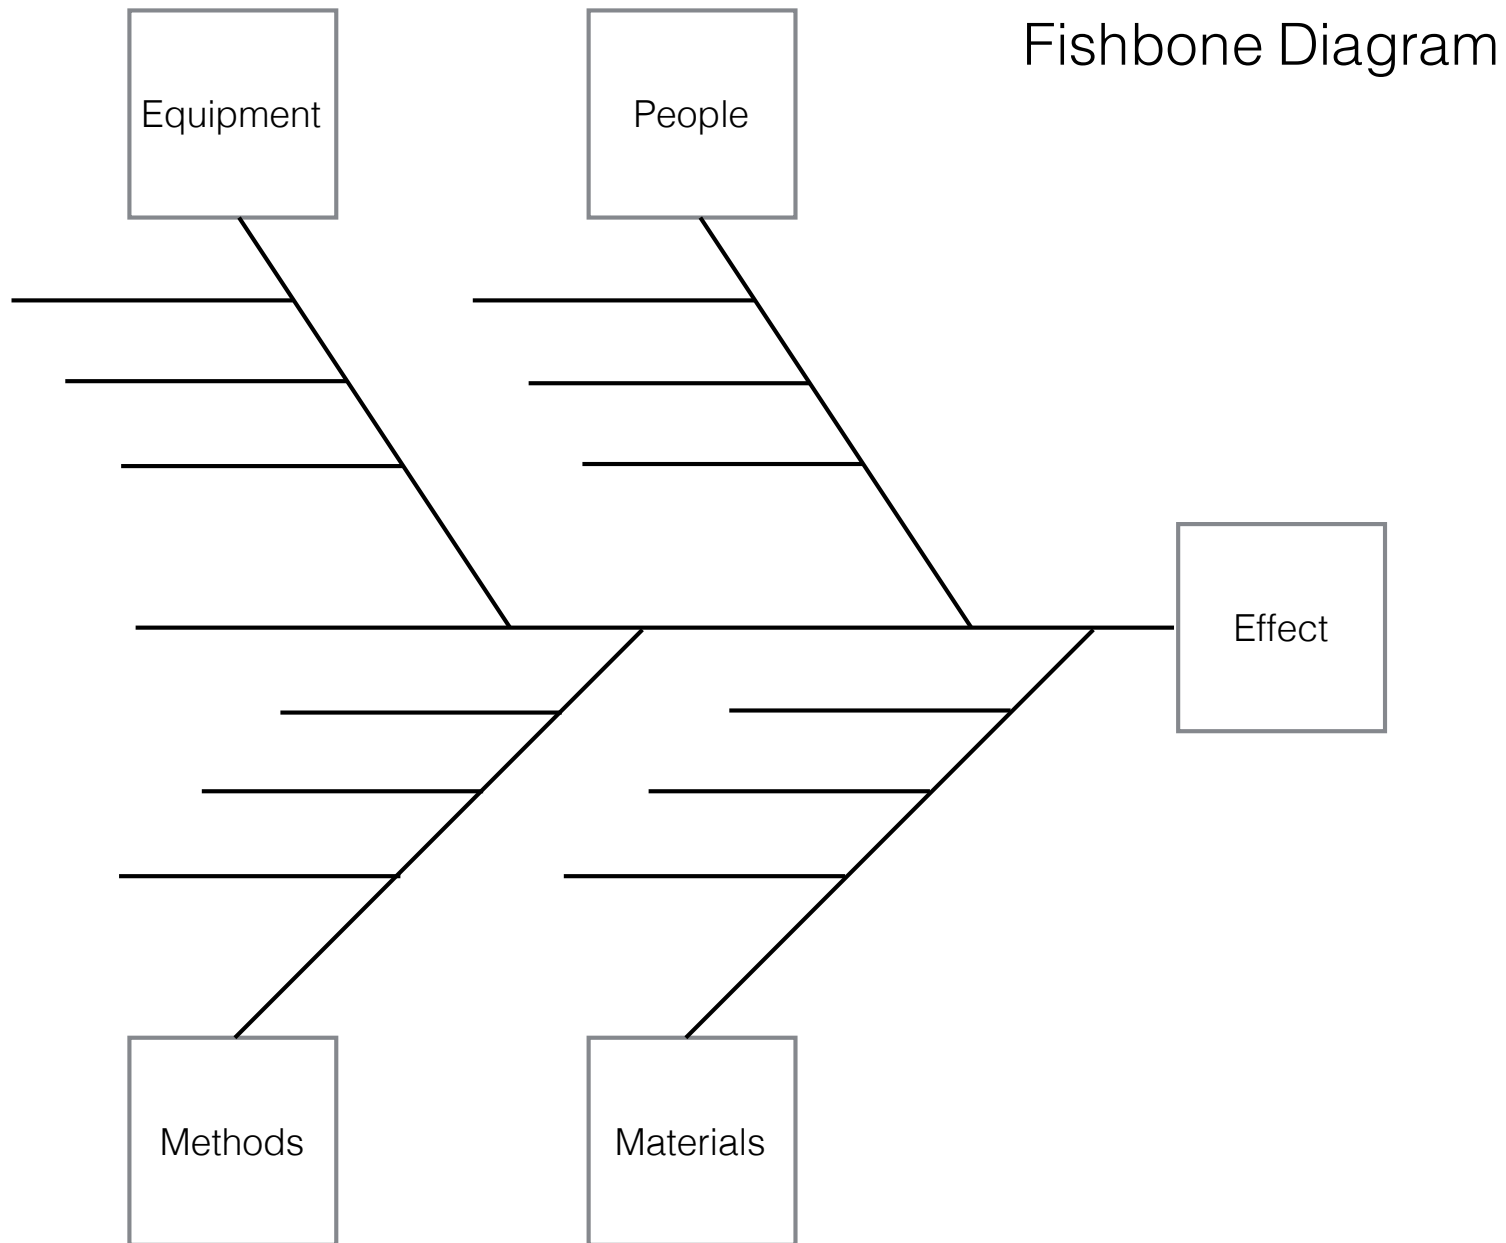 Fishbone Diagram
Equipment
People
Effect
Methods
Materials